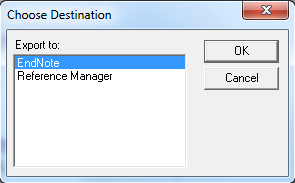 Choose Destination
Export to:
EndNote
Reference Manager
OK
Cancel